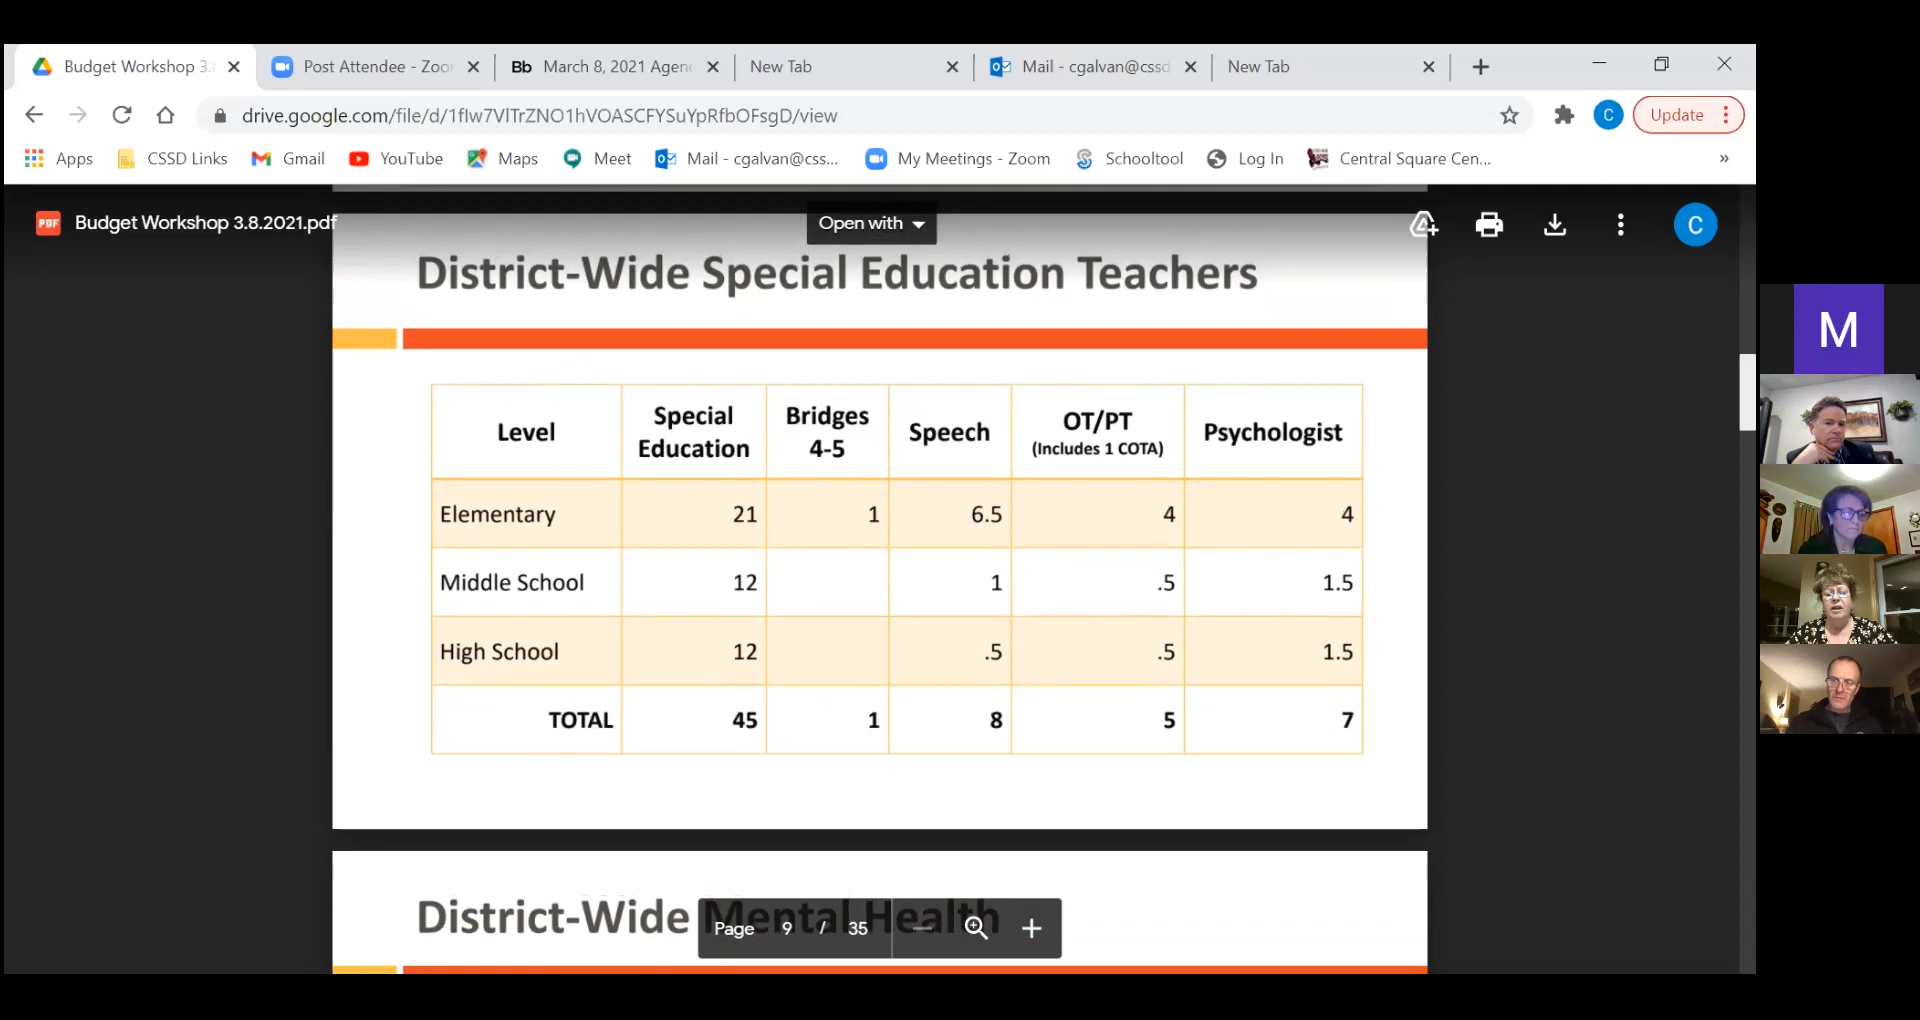 Budget Workshop 3.
Post Attendee - Zoo
Bb March 8, 2021 Agen
New Tab
Mail - cgalvan@cssd
New Tab
drive.google.com/file/d/1fIw7VlTrZNO1hVOASCFYSuYpRfbOFsgD/view
C
Update
Apps
CSSD Links
Gmail
YouTube
Maps
Meet
Mail - cgalvan@css...
My Meetings - Zoom
Schooltool
Log In
Central Square Cen...
»
PDF Budget Workshop 3.8.2021.pdf
Open with
C
District-Wide Special Education Teachers
Level Special Education Bridges 4-5 Speech OT/PT (Includes 1 COTA) Psychologist
Elementary 21 1 6.5 4 4
Middle School 12 1 .5 1.5
High School 12 .5 .5 1.5
TOTAL 45 1 8 5 7
District-Wide Mental Health
Page 9 / 35
M